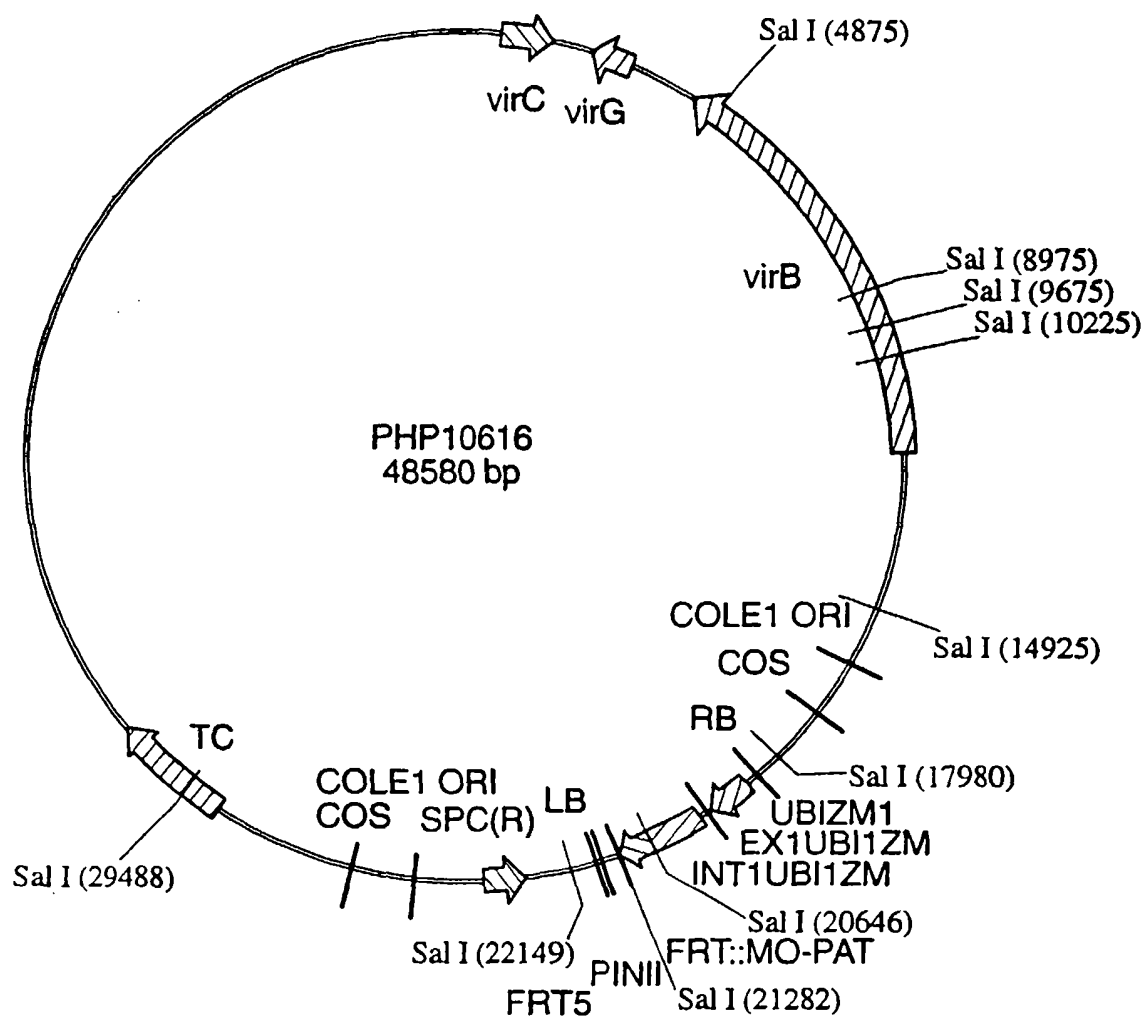 Sal I (4875)
virC
virG
Sal I (8975)
virB
Sal I (9675)
Sal I (10225)
PHP10616
48580 bp
COLE1 ORI
Sal I (14925)
COS
RB
TC
Sal I (17980)
COLE1 ORI
LB
UBIZM1
COS
SPC(R)
EX1UBI1ZM
INT1UBI1ZM
Sal I (29488)
Sal I (20646)
Sal I (22149)
FRT::MO-PAT
PINII
FRT5
Sal I (21282)